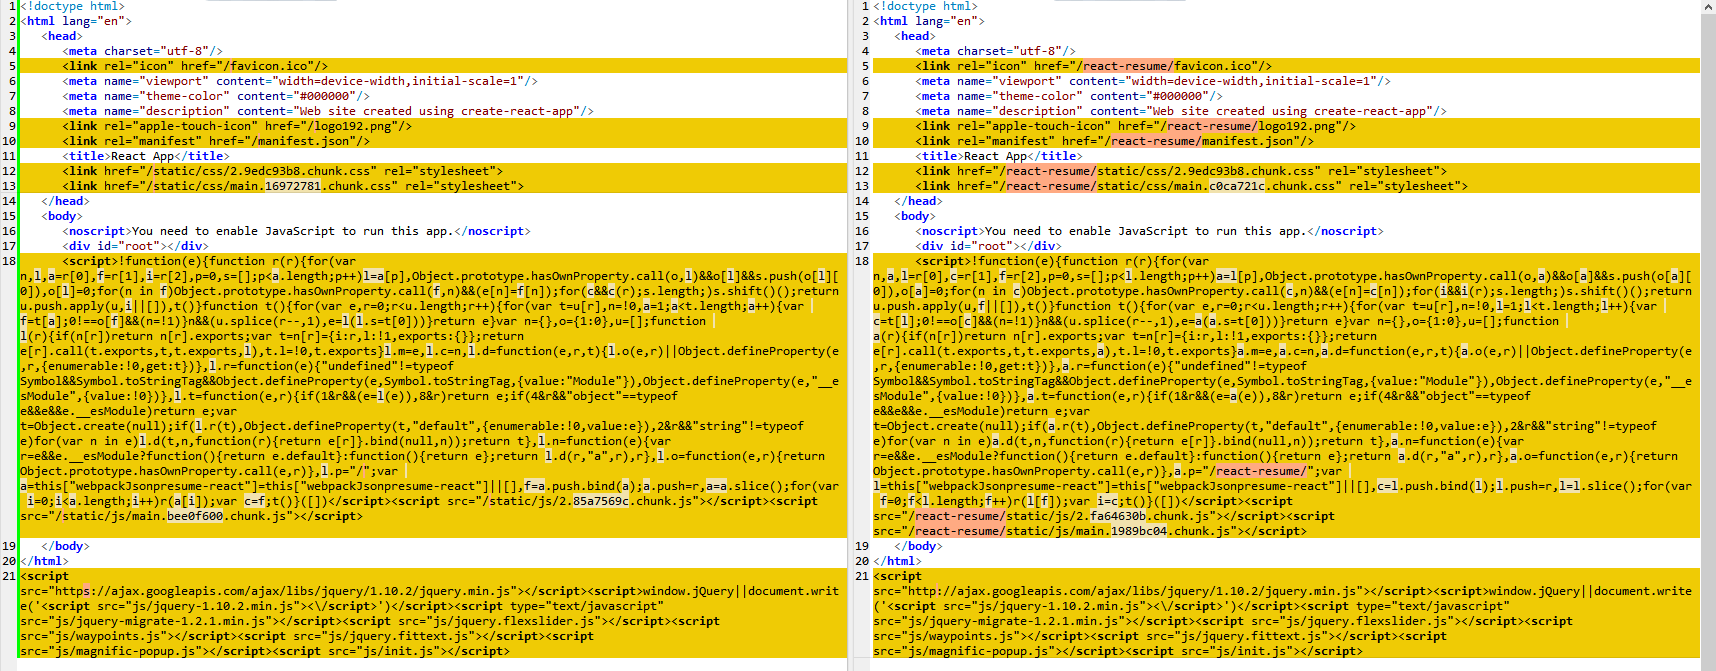 1 <!doctype html>
2 <html lang="en">
3 <head>
4 <meta charset="utf-8"/>
5 <link rel="icon" href="/favicon.ico"/>
6 <meta name="viewport" content="width=device-width,initial-scale=1"/>
7 <meta name="theme-color" content="#000000"/>
8 <meta name="description" content="Web site created using create-react-app"/>
9 <link rel="apple-touch-icon" href="/logo192.png"/>
10 <link rel="manifest" href="/manifest.json"/>
11 <title>React App</title>
12 <link href="/static/css/2.9edc93b8.chunk.css" rel="stylesheet">
13 <link href="/static/css/main.16972781.chunk.css" rel="stylesheet">
14 </head>
15 <body>
16 <noscript>You need to enable JavaScript to run this app.</noscript>
17 <div id="root"></div>
18 <script>!function(e){function r(r){for(var
n,l,a=r[0],f=r[1],i=r[2],p=0,s=[];p<a.length;p++)l=a[p],Object.prototype.hasOwnProperty.call(o,l)&&o[l]&&s.push(o[l][
0]),o[l]=0;for(n in f)Object.prototype.hasOwnProperty.call(f,n)&&(e[n]=f[n]);for(c&&c(r);s.length;)s.shift()();return
u.push.apply(u,i||[]),t()}function t(){for(var e,r=0;r<u.length;r++){for(var t=u[r],n=!0,a=1;a<t.length;a++){var
f=t[a];0!==o[f]&&(n=!1)}n&&(u.splice(r--,1),e=l(l.s=t[0]))}return e}var n={},o={1:0},u=[];function
l(r){if(n[r])return n[r].exports;var t=n[r]={i:r,l:!1,exports:{}};return
e[r].call(t.exports,t,t.exports,l),t.l=!0,t.exports}l.m=e,l.c=n,l.d=function(e,r,t){l.o(e,r)||Object.defineProperty(e
,r,{enumerable:!0,get:t})},l.r=function(e){"undefined"!=typeof
Symbol&&Symbol.toStringTag&&Object.defineProperty(e,Symbol.toStringTag,{value:"Module"}),Object.defineProperty(e,"__e
sModule",{value:!0})},l.t=function(e,r){if(1&r&&(e=l(e)),8&r)return e;if(4&r&&"object"==typeof
e&&e&&e.__esModule)return e;var
t=Object.create(null);if(l.r(t),Object.defineProperty(t,"default",{enumerable:!0,value:e}),2&r&&"string"!=typeof
e)for(var n in e)l.d(t,n,function(r){return e[r]}.bind(null,n));return t},l.n=function(e){var
r=e&&e.__esModule?function(){return e.default}:function(){return e};return l.d(r,"a",r),r},l.o=function(e,r){return
Object.prototype.hasOwnProperty.call(e,r)},l.p="/";var
a=this["webpackJsonpresume-react"]=this["webpackJsonpresume-react"]||[],f=a.push.bind(a);a.push=r,a=a.slice();for(var
i=0;i<a.length;i++)r(a[i]);var c=f;t()}([])</script><script src="/static/js/2.85a7569c.chunk.js"></script><script
src="/static/js/main.bee0f600.chunk.js"></script>
19 </body>
20 </html>
21 <script
src="https://ajax.googleapis.com/ajax/libs/jquery/1.10.2/jquery.min.js"></script><script>window.jQuery||document.writ
e('<script src="js/jquery-1.10.2.min.js"><\/script>')</script><script type="text/javascript"
src="js/jquery-migrate-1.2.1.min.js"></script><script src="js/jquery.flexslider.js"></script><script
src="js/waypoints.js"></script><script src="js/jquery.fittext.js"></script><script
src="js/magnific-popup.js"></script><script src="js/init.js"></script>
1 <!doctype html>
2 <html lang="en">
3 <head>
4 <meta charset="utf-8"/>
5 <link rel="icon" href="/react-resume/favicon.ico"/>
6 <meta name="viewport" content="width=device-width,initial-scale=1"/>
7 <meta name="theme-color" content="#000000"/>
8 <meta name="description" content="Web site created using create-react-app"/>
9 <link rel="apple-touch-icon" href="/react-resume/logo192.png"/>
10 <link rel="manifest" href="/react-resume/manifest.json"/>
11 <title>React App</title>
12 <link href="/react-resume/static/css/2.9edc93b8.chunk.css" rel="stylesheet">
13 <link href="/react-resume/static/css/main.c0ca721c.chunk.css" rel="stylesheet">
14 </head>
15 <body>
16 <noscript>You need to enable JavaScript to run this app.</noscript>
17 <div id="root"></div>
18 <script>!function(e){function r(r){for(var
n,a,l=r[0],c=r[1],f=r[2],p=0,s=[];p<l.length;p++)a=l[p],Object.prototype.hasOwnProperty.call(o,a)&&o[a]&&s.push(o[a][
0]),o[a]=0;for(n in c)Object.prototype.hasOwnProperty.call(c,n)&&(e[n]=c[n]);for(i&&i(r);s.length;)s.shift()();return
u.push.apply(u,f||[]),t()}function t(){for(var e,r=0;r<u.length;r++){for(var t=u[r],n=!0,l=1;l<t.length;l++){var
c=t[l];0!==o[c]&&(n=!1)}n&&(u.splice(r--,1),e=a(a.s=t[0]))}return e}var n={},o={1:0},u=[];function
a(r){if(n[r])return n[r].exports;var t=n[r]={i:r,l:!1,exports:{}};return
e[r].call(t.exports,t,t.exports,a),t.l=!0,t.exports}a.m=e,a.c=n,a.d=function(e,r,t){a.o(e,r)||Object.defineProperty(e
,r,{enumerable:!0,get:t})},a.r=function(e){"undefined"!=typeof
Symbol&&Symbol.toStringTag&&Object.defineProperty(e,Symbol.toStringTag,{value:"Module"}),Object.defineProperty(e,"__e
sModule",{value:!0})},a.t=function(e,r){if(1&r&&(e=a(e)),8&r)return e;if(4&r&&"object"==typeof
e&&e&&e.__esModule)return e;var
t=Object.create(null);if(a.r(t),Object.defineProperty(t,"default",{enumerable:!0,value:e}),2&r&&"string"!=typeof
e)for(var n in e)a.d(t,n,function(r){return e[r]}.bind(null,n));return t},a.n=function(e){var
r=e&&e.__esModule?function(){return e.default}:function(){return e};return a.d(r,"a",r),r},a.o=function(e,r){return
Object.prototype.hasOwnProperty.call(e,r)},a.p="/react-resume/";var
l=this["webpackJsonpresume-react"]=this["webpackJsonpresume-react"]||[],c=l.push.bind(l);l.push=r,l=l.slice();for(var
f=0;f<l.length;f++)r(l[f]);var i=c;t()}([])</script><script
src="/react-resume/static/js/2.fa64630b.chunk.js"></script><script
src="/react-resume/static/js/main.1989bc04.chunk.js"></script>
19 </body>
20 </html>
21 <script
src="http://ajax.googleapis.com/ajax/libs/jquery/1.10.2/jquery.min.js"></script><script>window.jQuery||document.write
('<script src="js/jquery-1.10.2.min.js"><\/script>')</script><script type="text/javascript"
src="js/jquery-migrate-1.2.1.min.js"></script><script src="js/jquery.flexslider.js"></script><script
src="js/waypoints.js"></script><script src="js/jquery.fittext.js"></script><script
src="js/magnific-popup.js"></script><script src="js/init.js"></script>